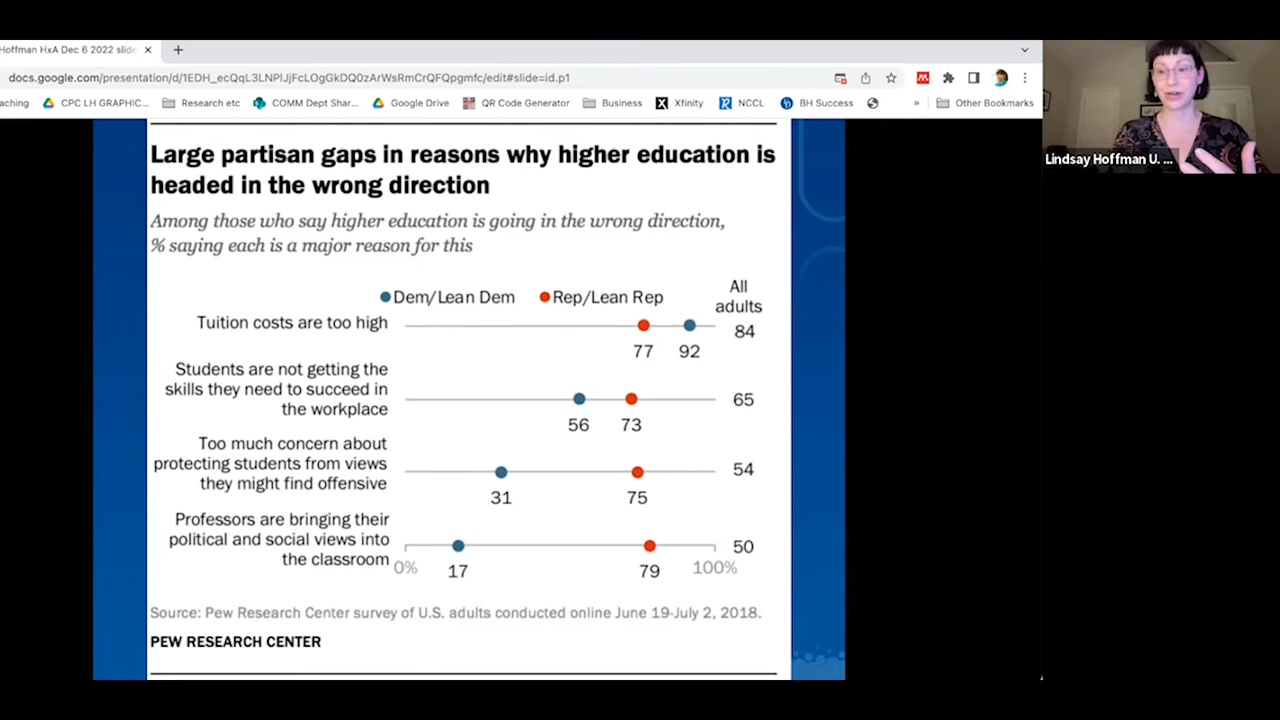 Hoffman HxA Dec 6 2022 slide
docs.google.com/presentation/d/1EDH_ecQqL3LNPIJjFcLOgGkDQ0zArWsRmCrQFQpgmfc/edit#slide=id.p1
aching CPC LH GRAPHIC... Research etc COMM Dept Shar... Google Drive QR Code Generator Business Xfinity NCCL BH Success » Other Bookmarks
Lindsay Hoffman U. ...
Large partisan gaps in reasons why higher education is
headed in the wrong direction
Among those who say higher education is going in the wrong direction,
% saying each is a major reason for this
Dem/Lean Dem Rep/Lean Rep
All
adults
Tuition costs are too high
77 92
84
Students are not getting the
skills they need to succeed in
the workplace
56 73
65
Too much concern about
protecting students from views
they might find offensive
31 75
54
Professors are bringing their
political and social views into
the classroom
0% 17 79 100%
50
Source: Pew Research Center survey of U.S. adults conducted online June 19-July 2, 2018.
PEW RESEARCH CENTER